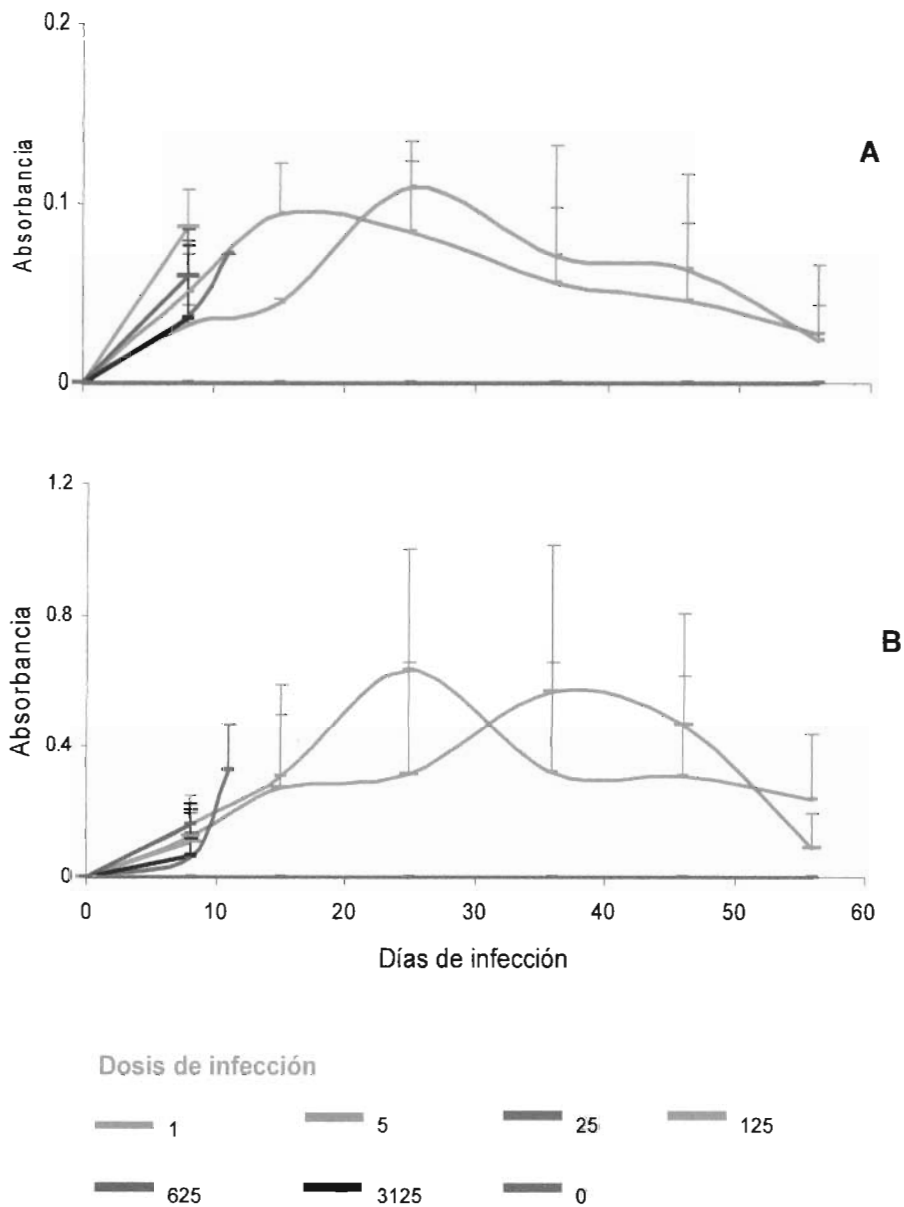 0.2
0.1
0
Absorbancia
A
1.2
0.8
0.4
0
Absorbancia
B
0 10 20 30 40 50 60
Días de infección
Dosis de infección
1 5 25 125
625 3125 0